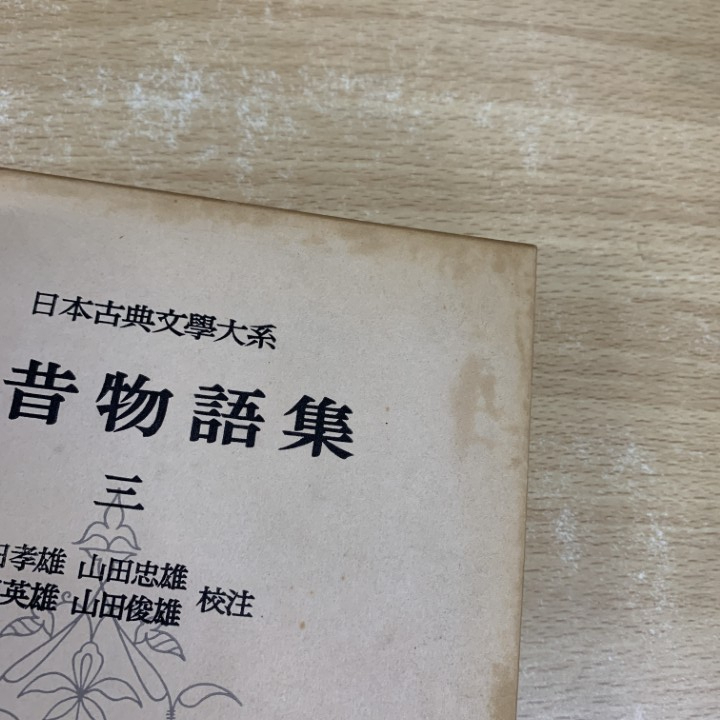 日本古典文學大系
昔物語集
三
田孝雄 山田忠雄
英雄 山田俊雄 校注